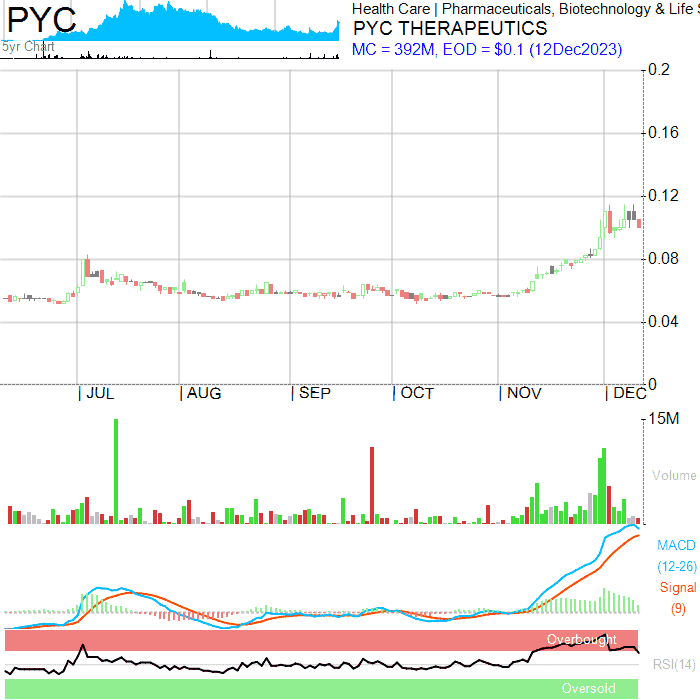 PYC
5yr Chart
Health Care | Pharmaceuticals, Biotechnology & Life S
PYC THERAPEUTICS
MC = 392M, EOD = $0.1 (12Dec2023)
0.2
0.16
0.12
0.08
0.04
0
| JUL | AUG | SEP | OCT | NOV | DEC
15M
Volume
MACD
(12-26)
Signal
(9)
Overbought
RSI(14)
Oversold